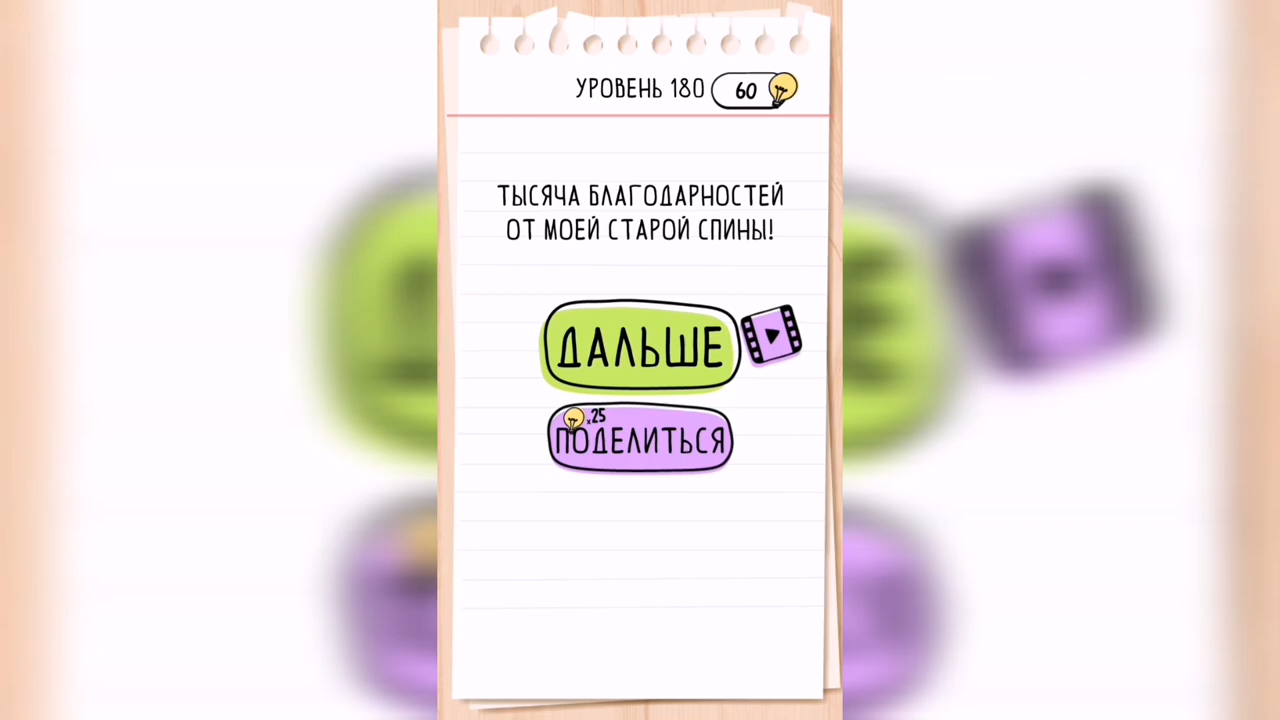 УРОВЕНЬ 180 60
ТЫСЯЧА БЛАГОДАРНОСТЕЙ
ОТ МОЕЙ СТАРОЙ СПИНЫ!
ДАЛЬШЕ
x25
ПОДЕЛИТЬСЯ